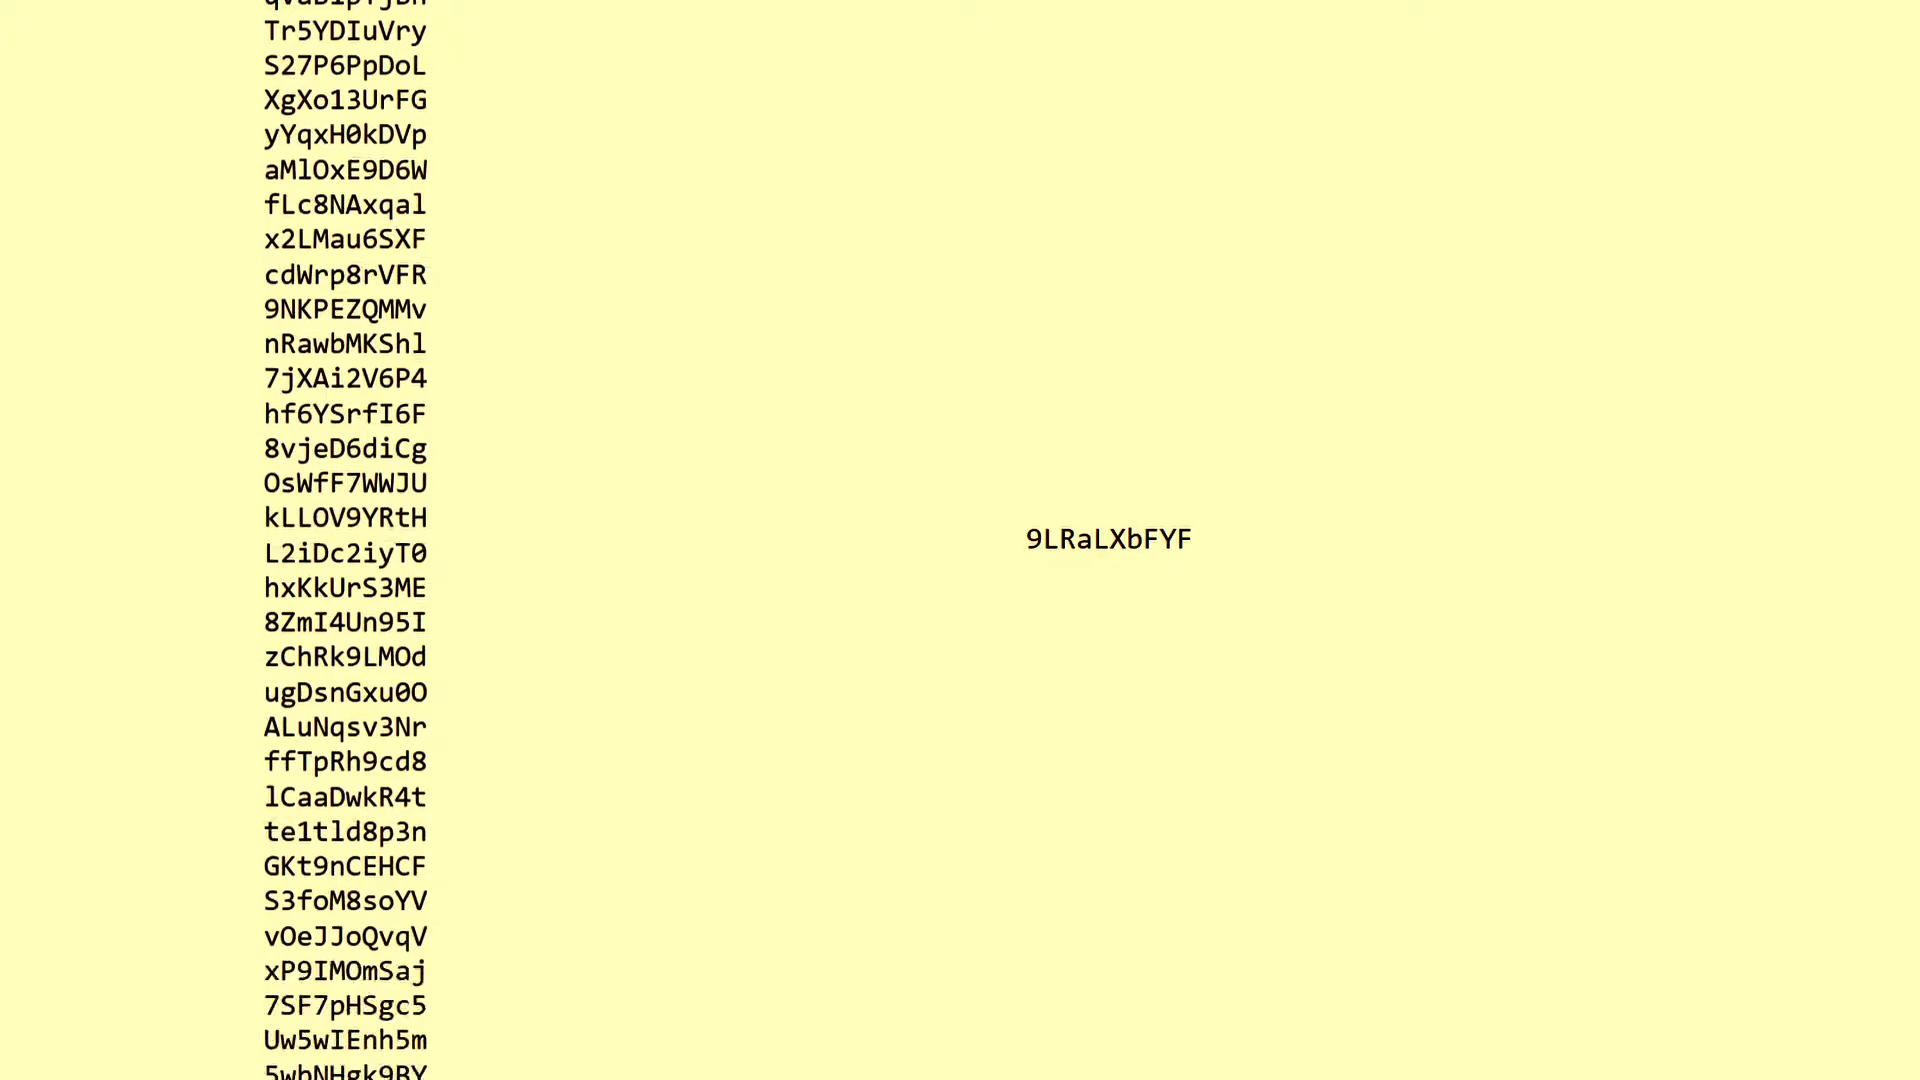 Tr5YDIuVry
S27P6PpDoL
XgXo13UrFG
yYqxH0kDVp
aMlOxE9D6W
fLc8NAxqal
x2LMau6SXF
cdWrp8rVFR
9NKPEZQMMv
nRawbMKShl
7jXAi2V6P4
hf6YSrfI6F
8vjeD6diCg
OsWfF7WWJU
kLLOV9YRtH
L2iDc2iyT0
hxKkUrS3ME
8ZmI4Un95I
zChRk9LMOd
ugDsnGxu0O
ALuNqsv3Nr
ffTpRh9cd8
lCaaDwkR4t
te1tld8p3n
GKt9nCEHCF
S3foM8soYV
vOeJJoQvqV
xP9IMOmSaj
7SF7pHSgc5
Uw5wIEnh5m
9LRaLXbFYF